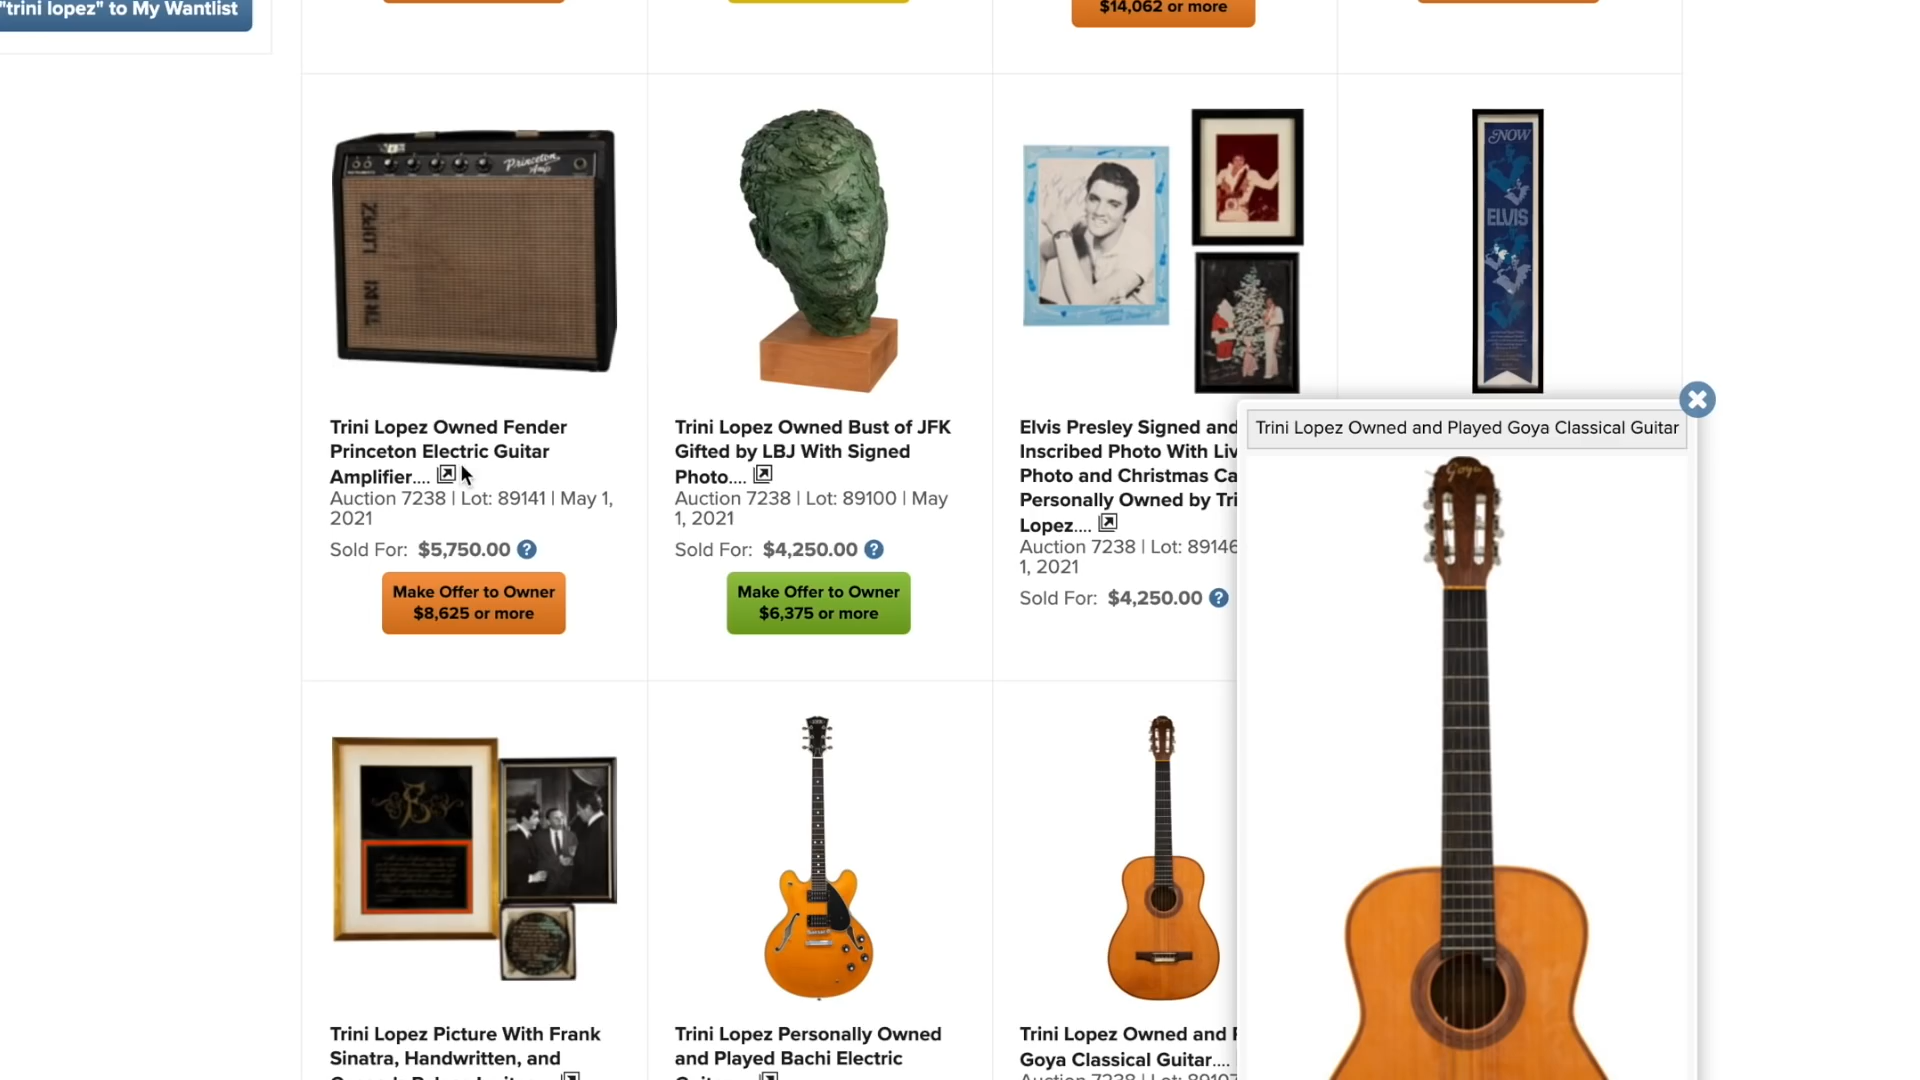 "trini lopez" to My Wantlist
$14,062 or more
Princeton
Amp
TRINI LOPEZ
NOW
ELVIS
Trini Lopez Owned Fender
Princeton Electric Guitar
Amplifier....
Auction 7238 | Lot: 89141 | May 1,
2021
Sold For: $5,750.00 ?
Make Offer to Owner
$8,625 or more
Trini Lopez Owned Bust of JFK
Gifted by LBJ With Signed
Photo....
Auction 7238 | Lot: 89100 | May
1, 2021
Sold For: $4,250.00 ?
Make Offer to Owner
$6,375 or more
Elvis Presley Signed and
Inscribed Photo With Liv
Photo and Christmas Ca
Personally Owned by Tri
Lopez....
Auction 7238 | Lot: 89146
1, 2021
Sold For: $4,250.00 ?
Trini Lopez Owned and Played Goya Classical Guitar
Goya
Trini Lopez Picture With Frank
Sinatra, Handwritten, and
Trini Lopez Personally Owned
and Played Bachi Electric
Trini Lopez Owned and P
Goya Classical Guitar....